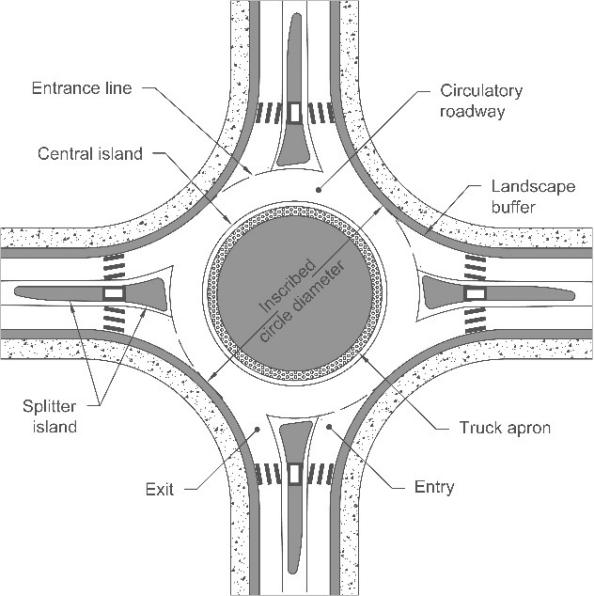 Entrance line
Circulatory
roadway
Central island
Landscape
buffer
Inscribed
circle diameter
Splitter
island
Truck apron
Exit
Entry